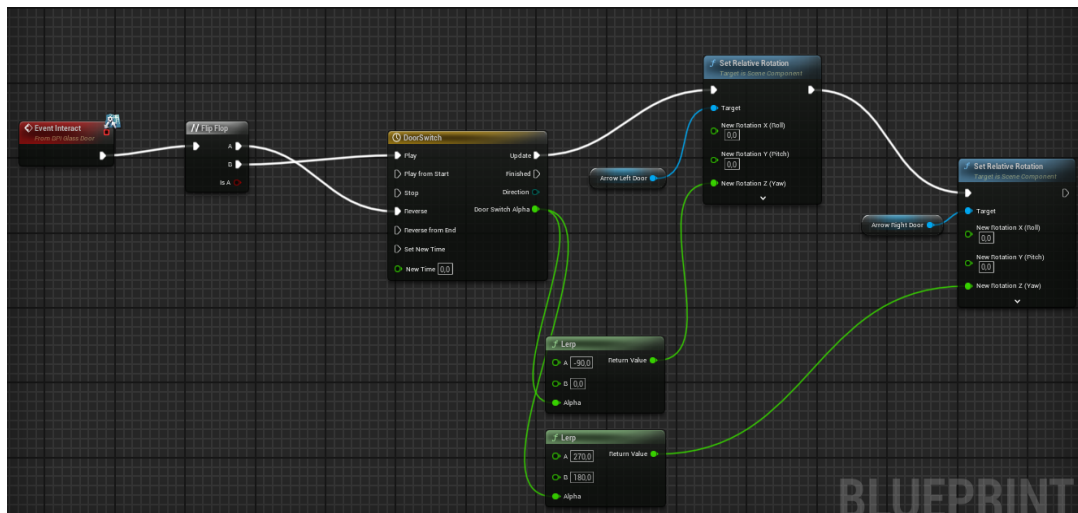 Event Interact
From BPI Glass Door
Flip Flop
A
B
Is A
DoorSwitch
Play
Update
Play from Start
Finished
Stop
Direction
Reverse
Door Switch Alpha
Reverse from End
Set New Time
New Time 0,0
Arrow Left Door
Set Relative Rotation
Target is Scene Component
Target
New Rotation X (Roll)
0,0
New Rotation Y (Pitch)
0,0
New Rotation Z (Yaw)
Arrow Right Door
Set Relative Rotation
Target is Scene Component
Target
New Rotation X (Roll)
0,0
New Rotation Y (Pitch)
0,0
New Rotation Z (Yaw)
Lerp
A -90,0
Return Value
B 0,0
Alpha
Lerp
A 270,0
Return Value
B 180,0
Alpha
BLUEPRINT